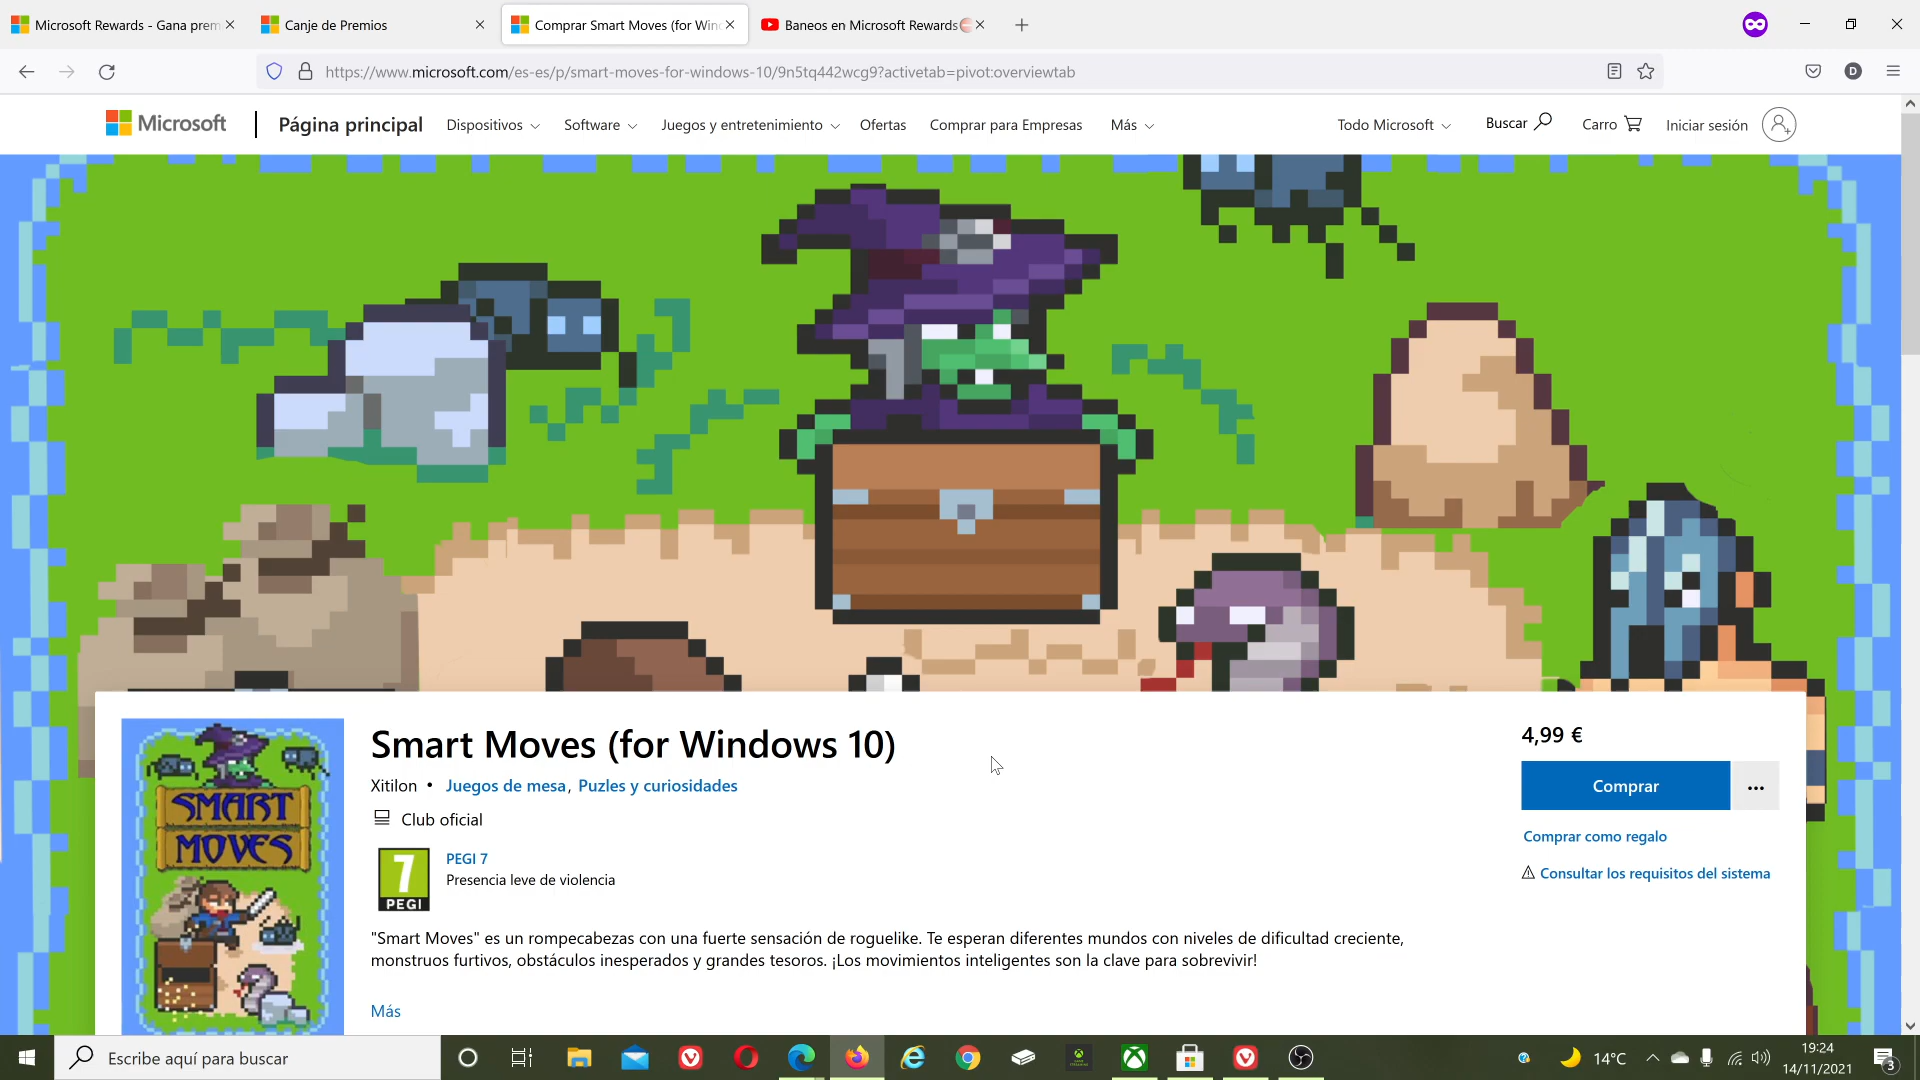 Microsoft Rewards - Gana prem
Canje de Premios
Comprar Smart Moves (for Win
Baneos en Microsoft Rewards
D
https://www.microsoft.com/es-es/p/smart-moves-for-windows-10/9n5tq442wcg9?activetab=pivot:overviewtab
Microsoft
Página principal
Dispositivos
Software
Juegos y entretenimiento
Ofertas
Comprar para Empresas
Más
Todo Microsoft
Buscar
Carro
Iniciar sesión
SMART
MOVES
Smart Moves (for Windows 10)
Xitilon • Juegos de mesa, Puzles y curiosidades
Club oficial
7
PEGI
PEGI 7
Presencia leve de violencia
"Smart Moves" es un rompecabezas con una fuerte sensación de roguelike. Te esperan diferentes mundos con niveles de dificultad creciente,
monstruos furtivos, obstáculos inesperados y grandes tesoros. ¡Los movimientos inteligentes son la clave para sobrevivir!
Más
4,99 €
Comprar
Comprar como regalo
Consultar los requisitos del sistema
Escribe aquí para buscar
14°C
19:24
14/11/2021
3